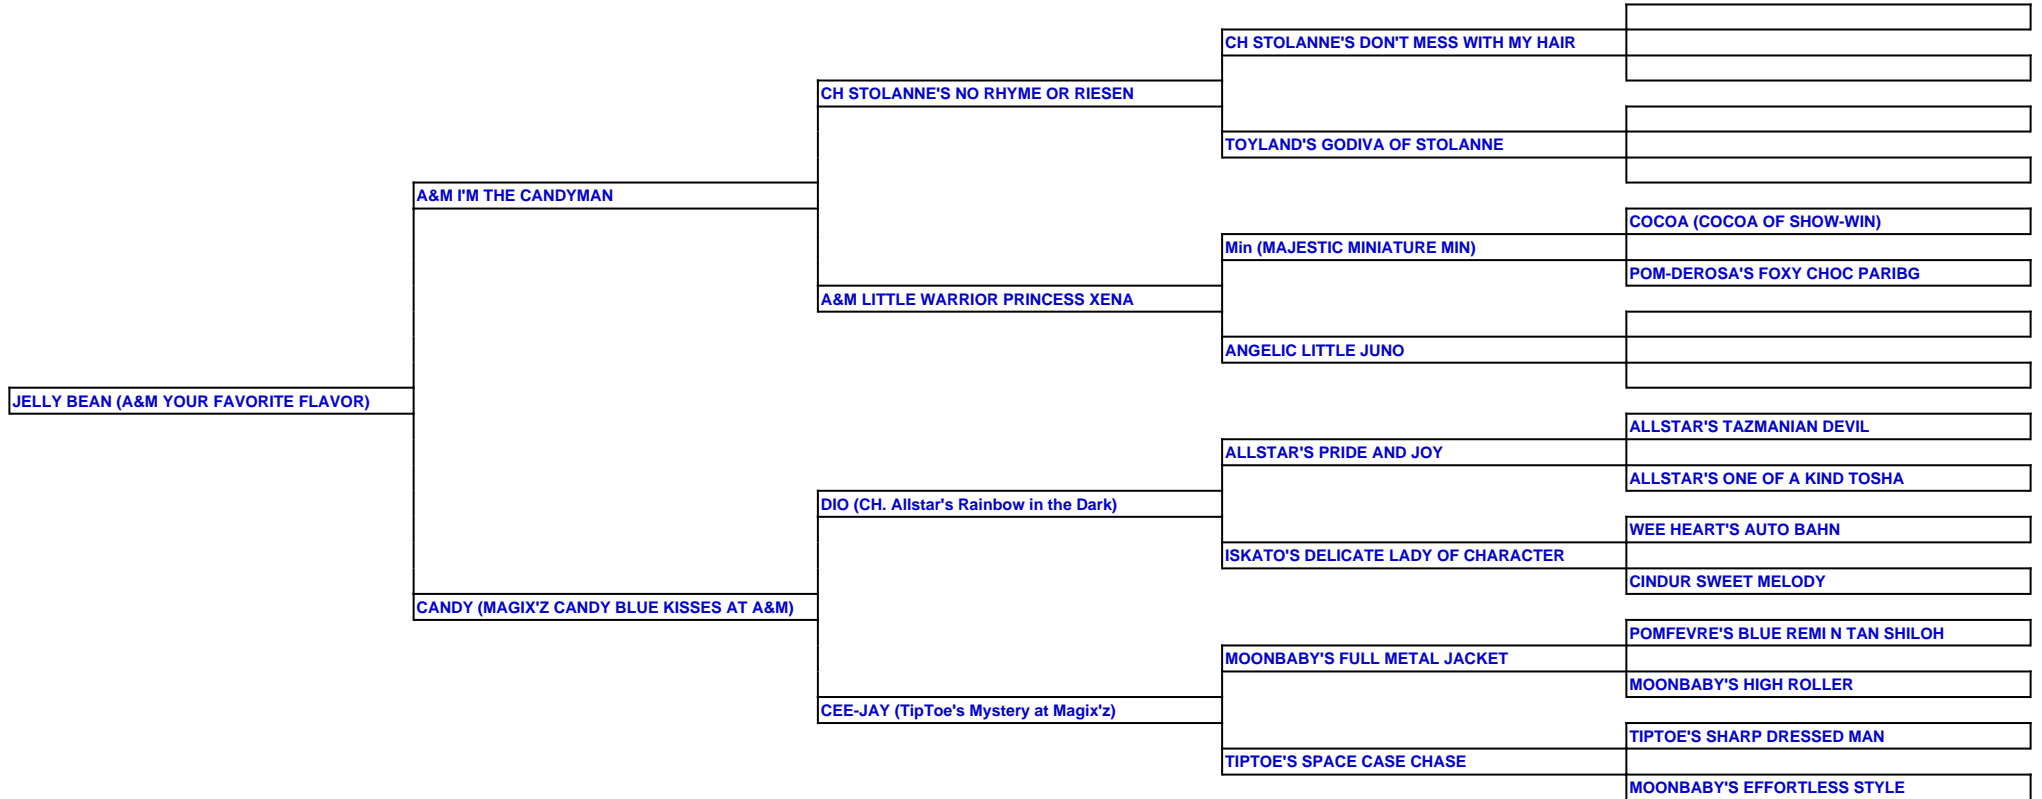 CH STOLANNE'S DON'T MESS WITH MY HAIR
CH STOLANNE'S NO RHYME OR RIESEN
TOYLAND'S GODIVA OF STOLANNE
A&M I'M THE CANDYMAN
COCOA (COCOA OF SHOW-WIN)
Min (MAJESTIC MINIATURE MIN)
POM-DEROSA'S FOXY CHOC PARIBG
A&M LITTLE WARRIOR PRINCESS XENA
ANGELIC LITTLE JUNO
JELLY BEAN (A&M YOUR FAVORITE FLAVOR)
ALLSTAR'S TAZMANIAN DEVIL
ALLSTAR'S PRIDE AND JOY
ALLSTAR'S ONE OF A KIND TOSHA
DIO (CH. Allstar's Rainbow in the Dark)
WEE HEART'S AUTO BAHN
ISKATO'S DELICATE LADY OF CHARACTER
CINDUR SWEET MELODY
CANDY (MAGIX'Z CANDY BLUE KISSES AT A&M)
POMFEVRE'S BLUE REMI N TAN SHILOH
MOONBABY'S FULL METAL JACKET
MOONBABY'S HIGH ROLLER
CEE-JAY (TipToe's Mystery at Magix'z)
TIPTOE'S SHARP DRESSED MAN
TIPTOE'S SPACE CASE CHASE
MOONBABY'S EFFORTLESS STYLE